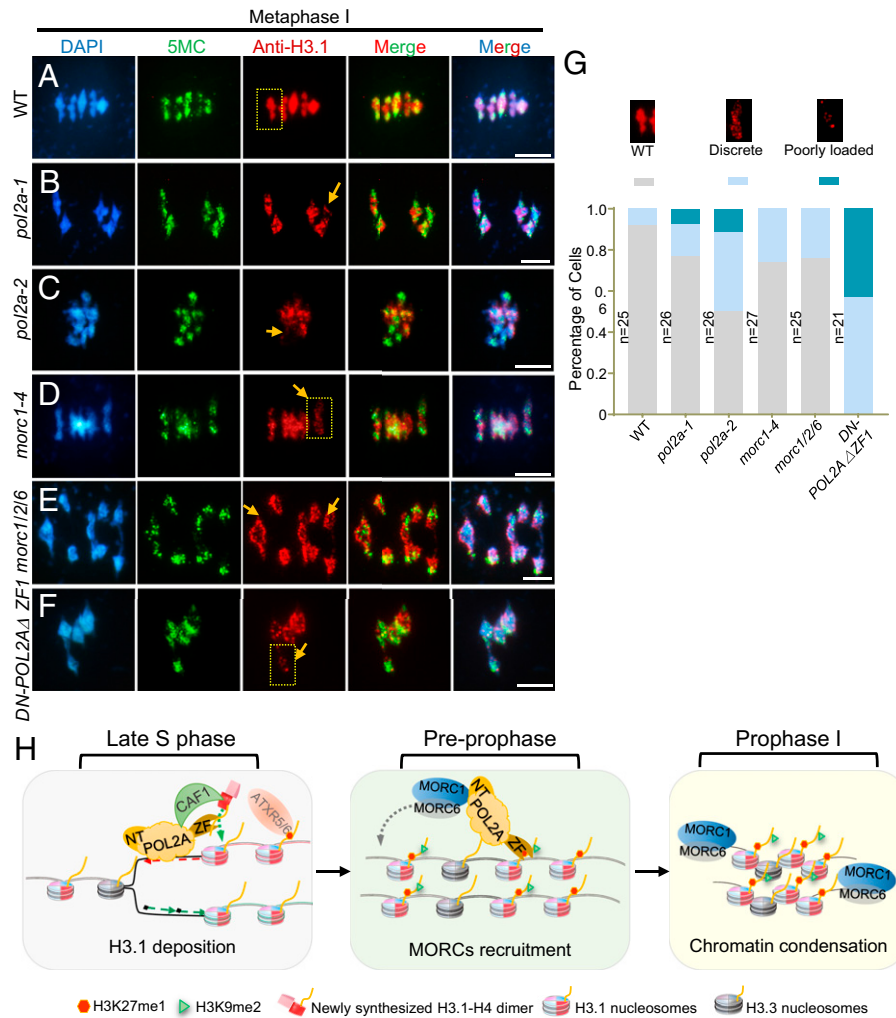 Metaphase I
DAPI 5MC Anti-H3.1 Merge Merge
A
WT
B
pol2a-1
C
pol2a-2
D
morc1-4
E
morc1/2/6
F
DN-POL2AΔ ZF1
G
WT Discrete Poorly loaded
Percentage of Cells
1.0
0.8
0.
6
0.4
0.2
0
n=25
n=26
n=26
n=27
n=25
n=21
WT
pol2a-1
pol2a-2
morc1-4
morc1/2/6
DN-
POL2AΔZF1
H
Late S phase
CAF1
ATXR5/6
NT
POL2A
ZF
H3.1 deposition
Pre-prophase
MORC1
MORC6
NT
POL2A
ZF
MORCs recruitment
Prophase I
MORC1
MORC6
MORC1
MORC6
Chromatin condensation
H3K27me1 H3K9me2 Newly synthesized H3.1-H4 dimer H3.1 nucleosomes H3.3 nucleosomes